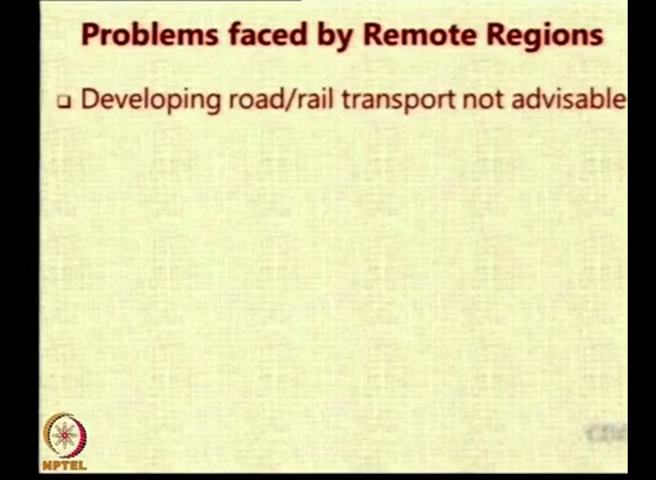 Problems faced by Remote Regions
Developing road/rail transport not advisable
NPTEL